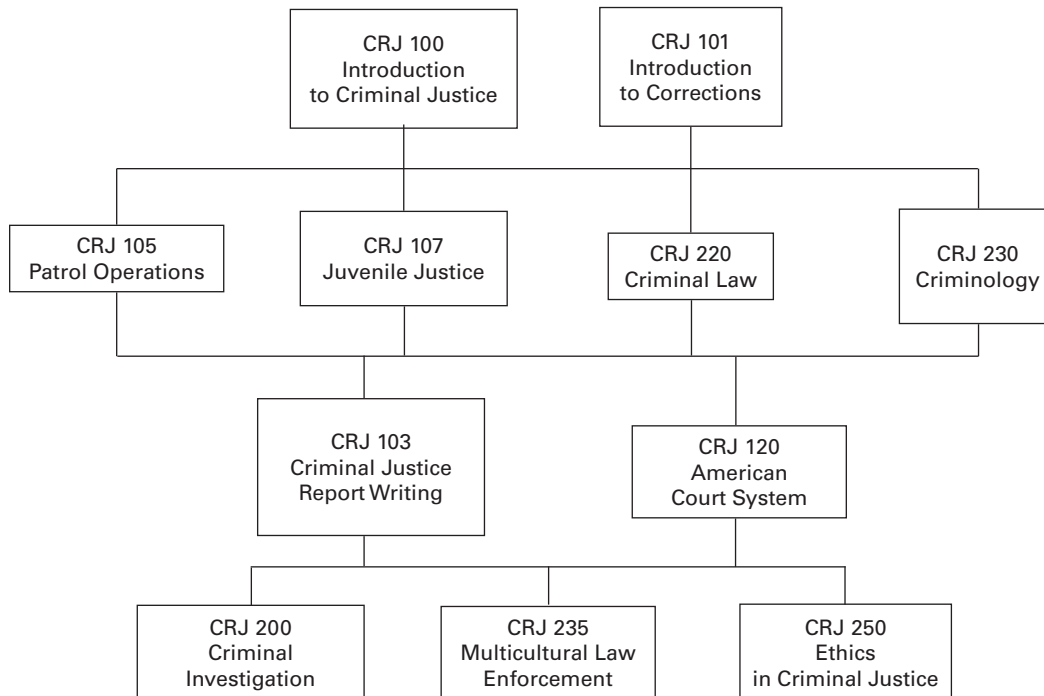 CRJ 100
Introduction
to Criminal Justice
CRJ 101
Introduction
to Corrections
CRJ 105
Patrol Operations
CRJ 107
Juvenile Justice
CRJ 220
Criminal Law
CRJ 230
Criminology
CRJ 103
Criminal Justice
Report Writing
CRJ 120
American
Court System
CRJ 200
Criminal
Investigation
CRJ 235
Multicultural Law
Enforcement
CRJ 250
Ethics
in Criminal Justice